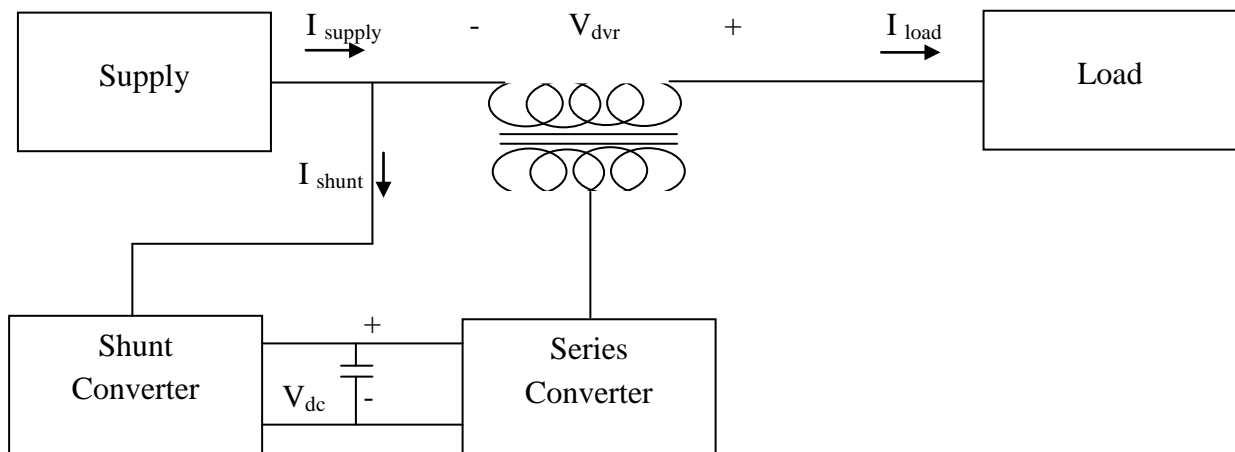 I supply
- V dvr +
I load
Supply
Load
I shunt
Shunt
Converter
+
V dc
-
Series
Converter